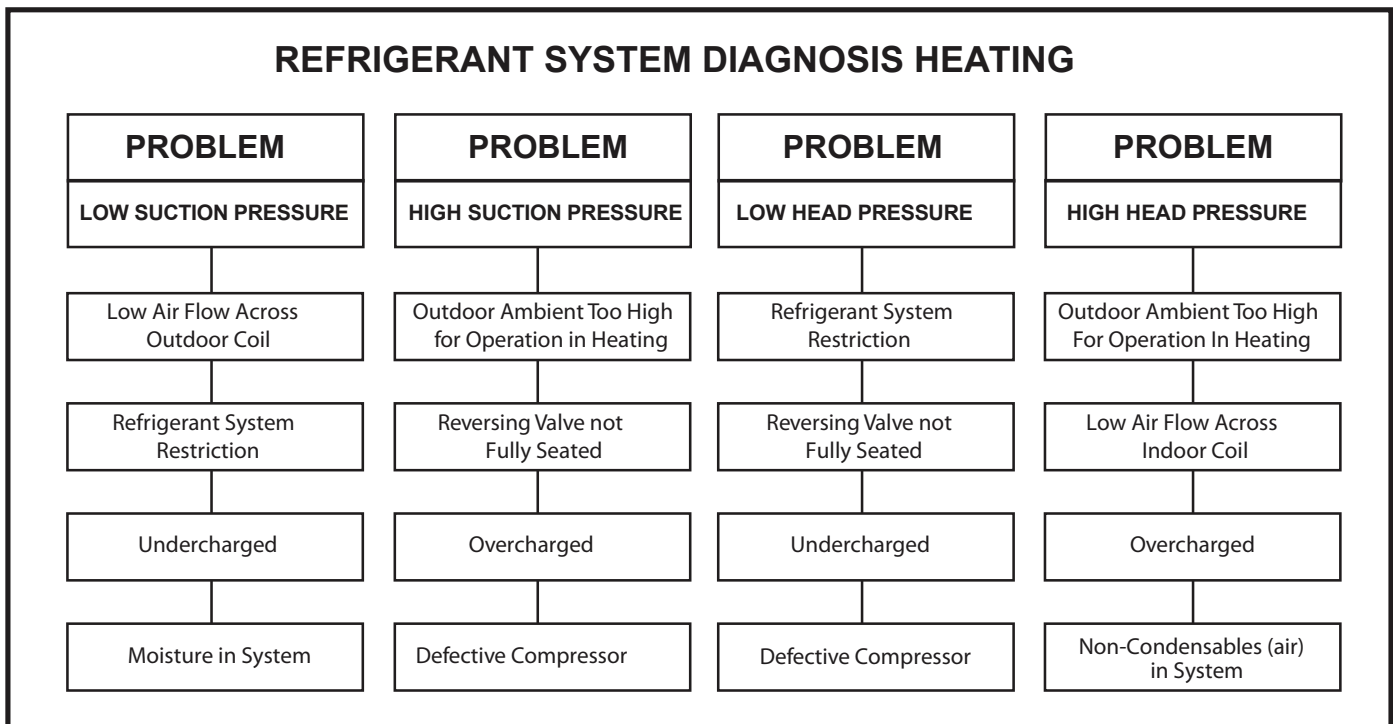 REFRIGERANT SYSTEM DIAGNOSIS HEATING
PROBLEM
LOW SUCTION PRESSURE
Low Air Flow Across
Outdoor Coil
Refrigerant System
Restriction
Undercharged
Moisture in System
PROBLEM
HIGH SUCTION PRESSURE
Outdoor Ambient Too High
for Operation in Heating
Reversing Valve not
Fully Seated
Overcharged
Defective Compressor
PROBLEM
LOW HEAD PRESSURE
Refrigerant System
Restriction
Reversing Valve not
Fully Seated
Undercharged
Defective Compressor
PROBLEM
HIGH HEAD PRESSURE
Outdoor Ambient Too High
For Operation In Heating
Low Air Flow Across
Indoor Coil
Overcharged
Non-Condensables (air)
in System